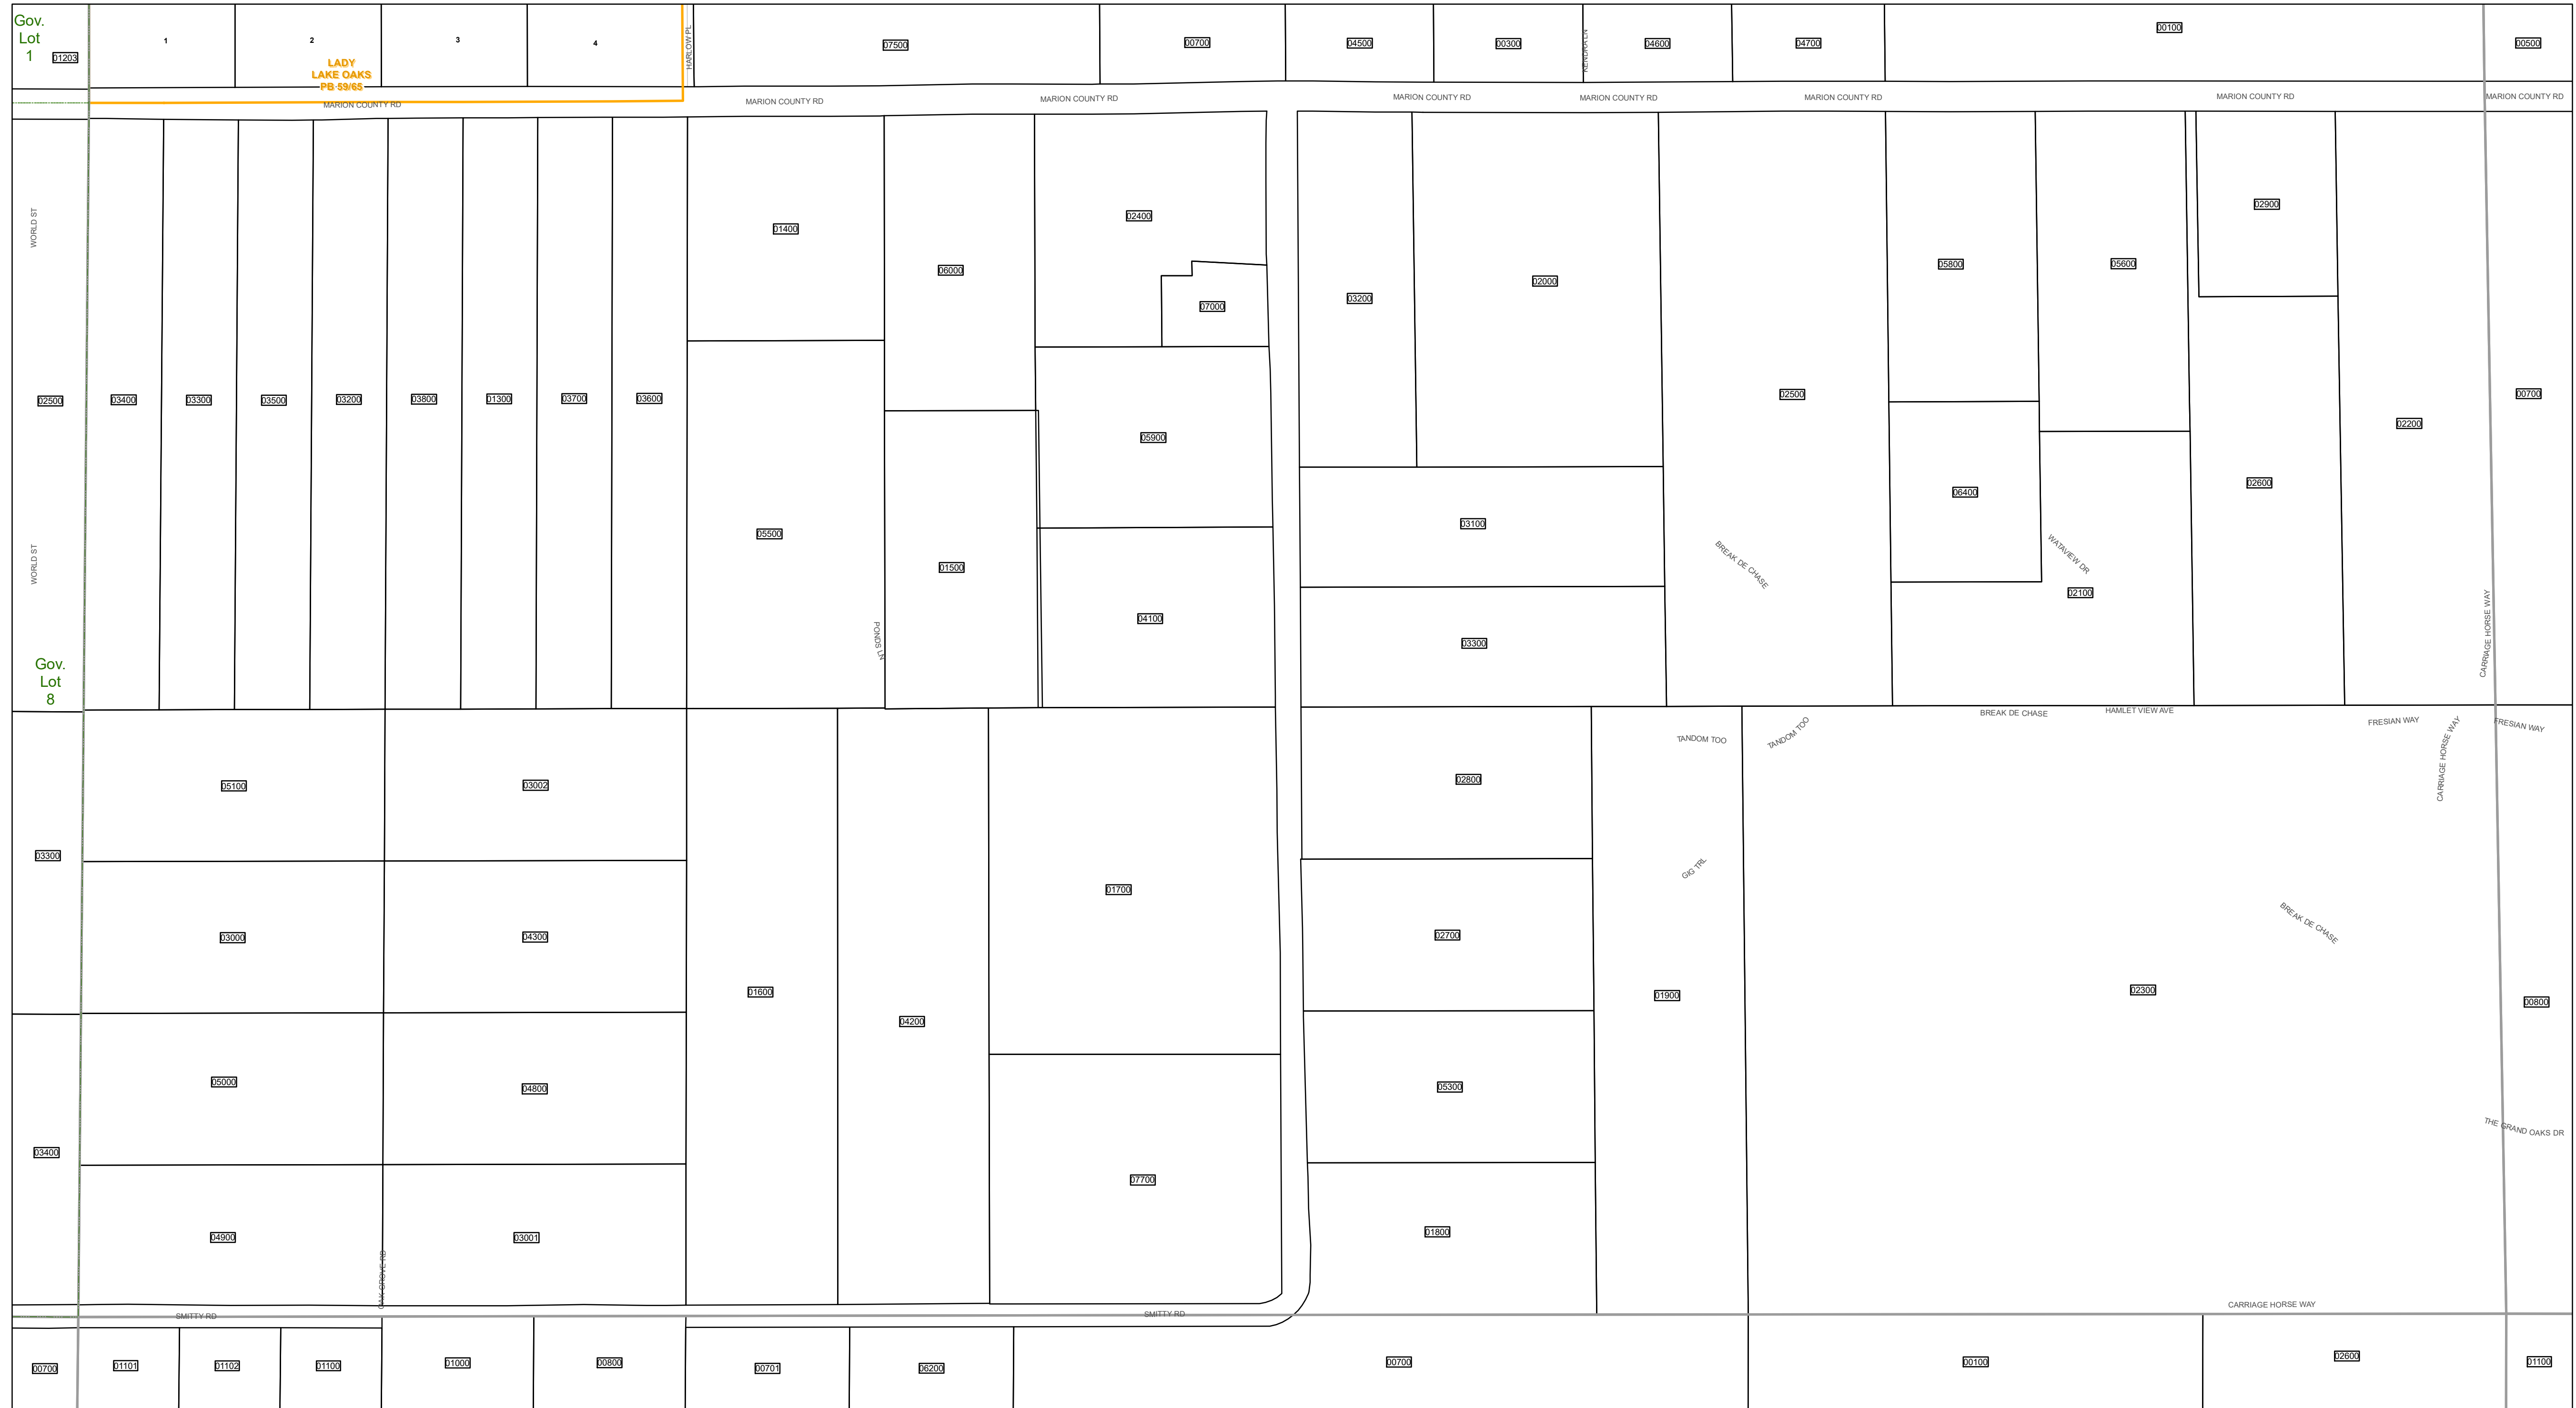 Gov.
Lot
1
01203
1
2
3
4
LADY
LAKE OAKS
PB 59/65
HARLOW PL
07500
00700
04500
00300
KENDRA LN
04600
04700
00100
00500
MARION COUNTY RD
MARION COUNTY RD
MARION COUNTY RD
MARION COUNTY RD
MARION COUNTY RD
MARION COUNTY RD
MARION COUNTY RD
MARION COUNTY RD
WORLD ST
01400
06000
02400
07000
03200
02000
05800
05600
02900
02500
03400
03300
03500
03200
03800
01300
03700
03600
05900
02500
02200
00700
05500
01500
03100
06400
02600
WORLD ST
BREAK DE CHASE
WATAVIEW DR
02100
04100
03300
PONDS LN
CARRIAGE HORSE WAY
Gov.
Lot
8
BREAK DE CHASE
HAMLET VIEW AVE
FRESIAN WAY
FRESIAN WAY
TANDOM TOO
TANDOM TOO
CARRIAGE HORSE WAY
05100
03002
02800
03300
01700
GIG TRL
03000
04300
02700
BREAK DE CHASE
01600
04200
01900
02300
00800
05000
04800
05300
THE GRAND OAKS DR
03400
07700
04900
03001
01800
OAK GROVE RD
SMITTY RD
SMITTY RD
CARRIAGE HORSE WAY
00700
01101
01102
01100
01000
00800
00701
06200
00700
00100
02600
01100